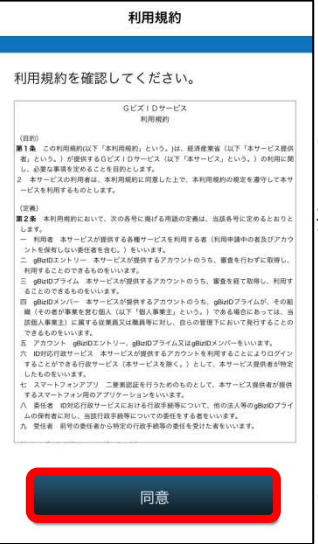 利用規約
利用規約を確認してください。
GビズIDサービス
利用規約
（目的）
第1条　この利用規約（以下「本利用規約」という。）は、経済産業省（以下「本サービス提供
者」という。）が提供するGビズIDサービス（以下「本サービス」という。）の利用に関
し、必要な事項を定めることを目的とします。
2　本サービスの利用者は、本利用規約に同意した上で、本利用規約の規定を遵守して本サ
ービスを利用するものとします。
（定義）
第2条　本利用規約において、次の各号に掲げる用語の定義は、当該各号に定めるとおりと
します。
一　利用者　本サービスが提供する各種サービスを利用する者（利用申請中の者及びアカウ
ントを保有しない委任者を含む。）をいいます。
二　gBizIDエントリー　本サービスが提供するアカウントのうち、審査を行わずに取得し、
利用することのできるものをいいます。
三　gBizIDプライム　本サービスが提供するアカウントのうち、審査を経て取得し、利用す
ることのできるものをいいます。
四　gBizIDメンバー　本サービスが提供するアカウントのうち、gBizIDプライムが、その組
織（その者が事業を営む個人（以下「個人事業主」という。）である場合にあっては、当
該個人事業主）に属する従業員又は職員等に対し、自らの管理下において発行することの
できるものをいいます。
五　アカウント　gBizIDエントリー、gBizIDプライム又はgBizIDメンバーをいいます。
六　ID対応行政サービス　本サービスが提供するアカウントを利用することによりログイン
することができる行政サービス（本サービスを除く。）として、本サービス提供者が特定
したものをいいます。
七　スマートフォンアプリ　二要素認証を行うためのものとして、本サービス提供者が提供
するスマートフォン用のアプリケーションをいいます。
八　委任者　ID対応行政サービスにおける行政手続等について、他の法人等のgBizIDプライ
ムの保有者に対し、当該行政手続等についての委任をする者をいいます。
九　受任者　前号の委任者から特定の行政手続等の委任を受けた者をいいます。
同意